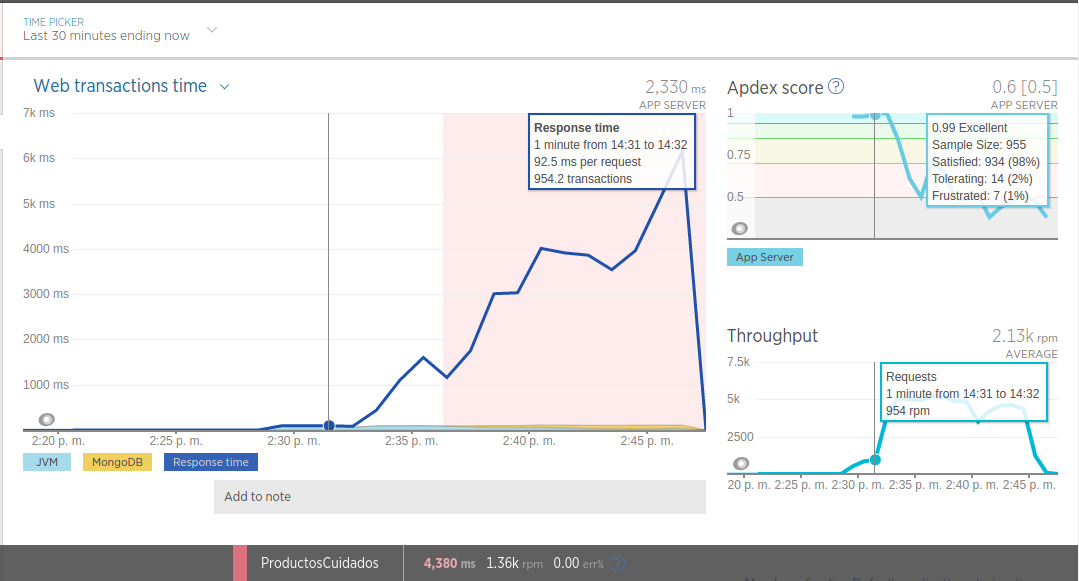 TIME PICKER
Last 30 minutes ending now
Web transactions time
2,330 ms
APP SERVER
7k ms
6k ms
5k ms
4000 ms
3000 ms
2000 ms
1000 ms
Response time
1 minute from 14:31 to 14:32
92.5 ms per request
954.2 transactions
2:20 p. m.
2:25 p. m.
2:30 p. m.
2:35 p. m.
2:40 p. m.
2:45 p. m.
JVM
MongoDB
Response time
Add to note
Apdex score ?
0.6 [0.5]
APP SERVER
1
0.75
0.5
0.99 Excellent
Sample Size: 955
Satisfied: 934 (98%)
Tolerating: 14 (2%)
Frustrated: 7 (1%)
App Server
Throughput
2.13k rpm
AVERAGE
7.5k
5k
2500
Requests
1 minute from 14:31 to 14:32
954 rpm
20 p. m. 2:25 p. m. 2:30 p. m. 2:35 p. m. 2:40 p. m. 2:45 p. m.
ProductosCuidados
4,380 ms 1.36k rpm 0.00 err% ?